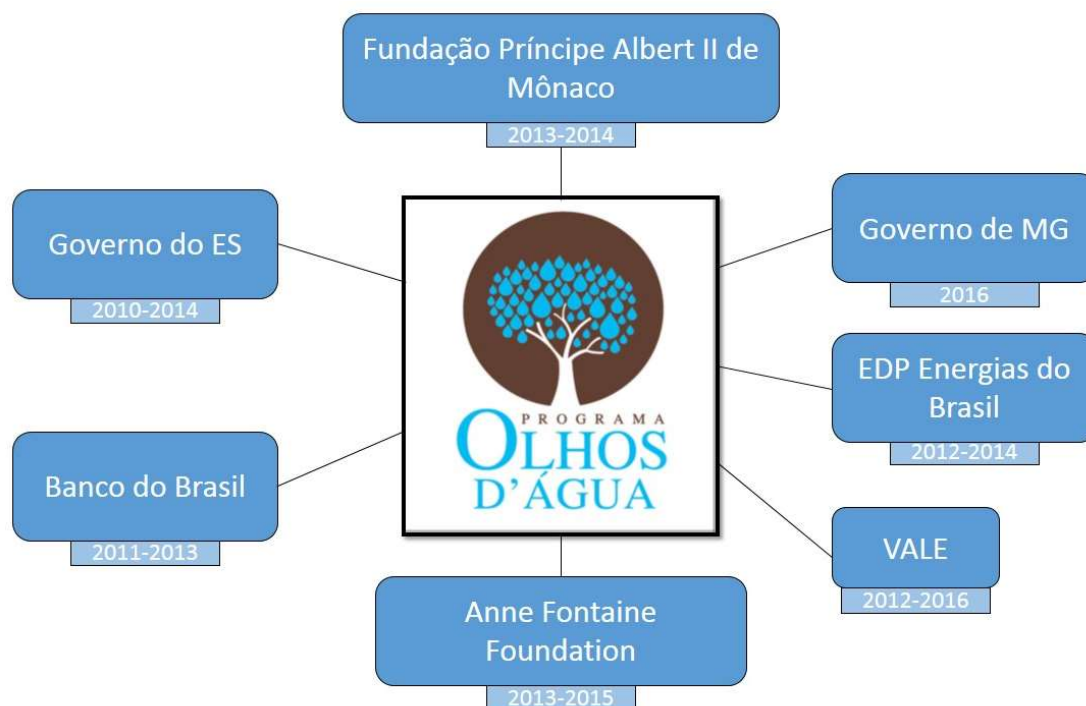 Fundação Príncipe Albert II de
Mônaco
2013-2014
Governo do ES
2010-2014
Governo de MG
2016
PROGRAMA
OLHOS
D'ÁGUA
EDP Energias do
Brasil
2012-2014
Banco do Brasil
2011-2013
VALE
2012-2016
Anne Fontaine
Foundation
2013-2015